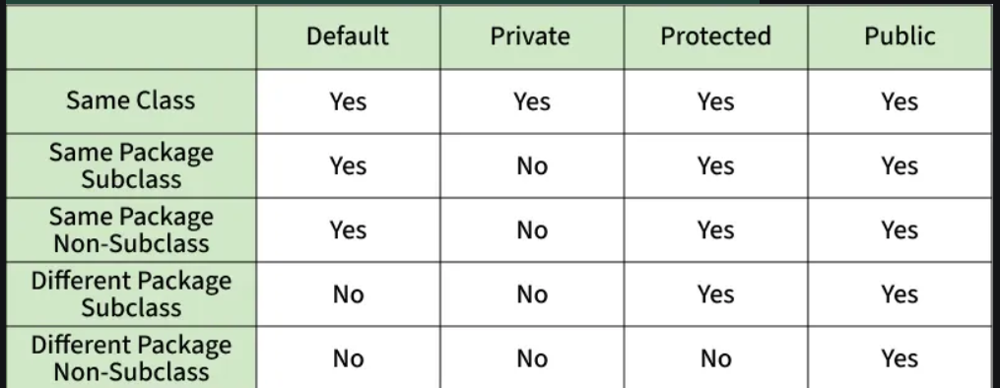 Default Private Protected Public
Same Class Yes Yes Yes Yes
Same Package
Subclass Yes No Yes Yes
Same Package
Non-Subclass Yes No Yes Yes
Different Package
Subclass No No Yes Yes
Different Package
Non-Subclass No No No Yes